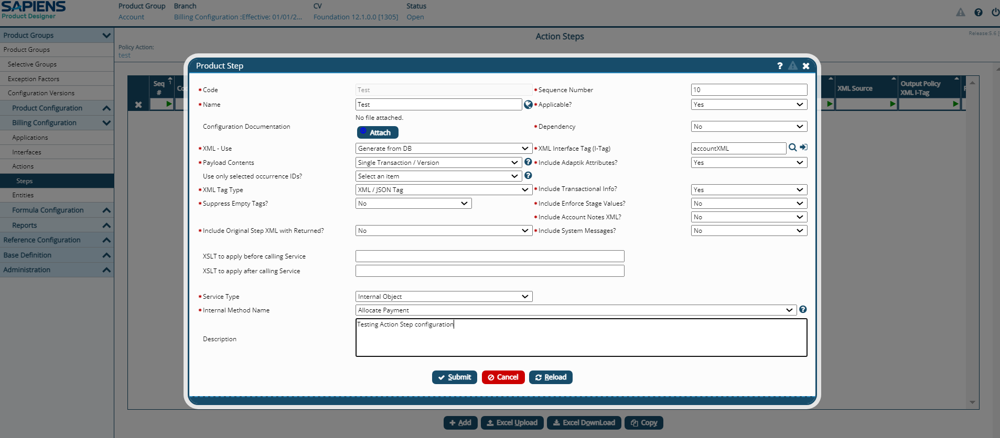 SAPIENS
Product Designer
Product Group
Account
Branch
Billing Configuration :Effective: 01/01/2...
CV
Foundation 12.1.0.0 [1305]
Status
Open
Product Groups
Product Groups
Selective Groups
Exception Factors
Configuration Versions
Product Configuration
Billing Configuration
Applications
Interfaces
Actions
Steps
Entities
Formula Configuration
Reports
Reference Configuration
Base Definition
Administration
Action Steps
Release:5.6 [
Policy Action:
test
Seq #
1
XML Source
Output Policy XML I-Tag
Product Step
* Code
Test
* Sequence Number
10
* Name
Test
* Applicable?
Yes
No file attached.
Configuration Documentation
Attach
* Dependency
No
* XML - Use
Generate from DB
* XML Interface Tag (I-Tag)
accountXML
* Payload Contents
Single Transaction / Version
* Include Adaptik Attributes?
Yes
Use only selected occurrence IDs?
Select an item
* XML Tag Type
XML / JSON Tag
* Include Transactional Info?
Yes
* Suppress Empty Tags?
No
* Include Enforce Stage Values?
No
* Include Account Notes XML?
No
* Include Original Step XML with Returned?
No
* Include System Messages?
No
XSLT to apply before calling Service
XSLT to apply after calling Service
* Service Type
Internal Object
* Internal Method Name
Allocate Payment
Description
Testing Action Step configuration
Submit
Cancel
Reload
Add
Excel Upload
Excel DownLoad
Copy